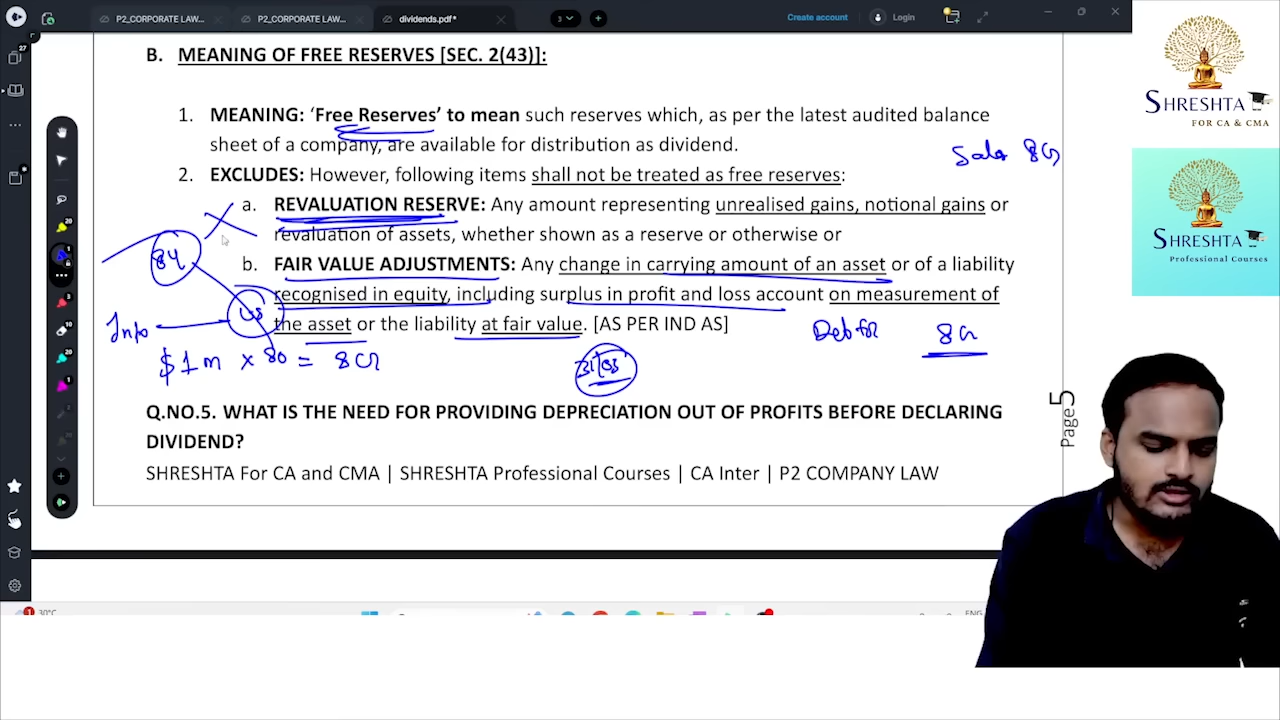 P2_CORPORATE LAW...
P2_CORPORATE LAW...
dividends.pdf*
3
Create account
Login
27
B. MEANING OF FREE RESERVES [SEC. 2(43)]:
1. MEANING: ‘Free Reserves’ to mean such reserves which, as per the latest audited balance
sheet of a company, are available for distribution as dividend.
2. EXCLUDES: However, following items shall not be treated as free reserves:
a. REVALUATION RESERVE: Any amount representing unrealised gains, notional gains or
revaluation of assets, whether shown as a reserve or otherwise or
b. FAIR VALUE ADJUSTMENTS: Any change in carrying amount of an asset or of a liability
recognised in equity, including surplus in profit and loss account on measurement of
the asset or the liability at fair value. [AS PER IND AS]
84
US
$ 1 m × 80 =
31/03
Q.NO.5. WHAT IS THE NEED FOR PROVIDING DEPRECIATION OUT OF PROFITS BEFORE DECLARING
DIVIDEND?
SHRESHTA For CA and CMA | SHRESHTA Professional Courses | CA Inter | P2 COMPANY LAW
Page 5
30°C
ENG
SHRESHTA
FOR CA & CMA
SHRESHTA
Professional Courses